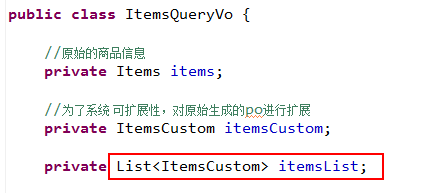 public class ItemsQueryVo {
//原始的商品信息
private Items items;
//为了系统 可扩展性，对原始生成的po进行扩展
private ItemsCustom itemsCustom;
private List<ItemsCustom> itemsList;